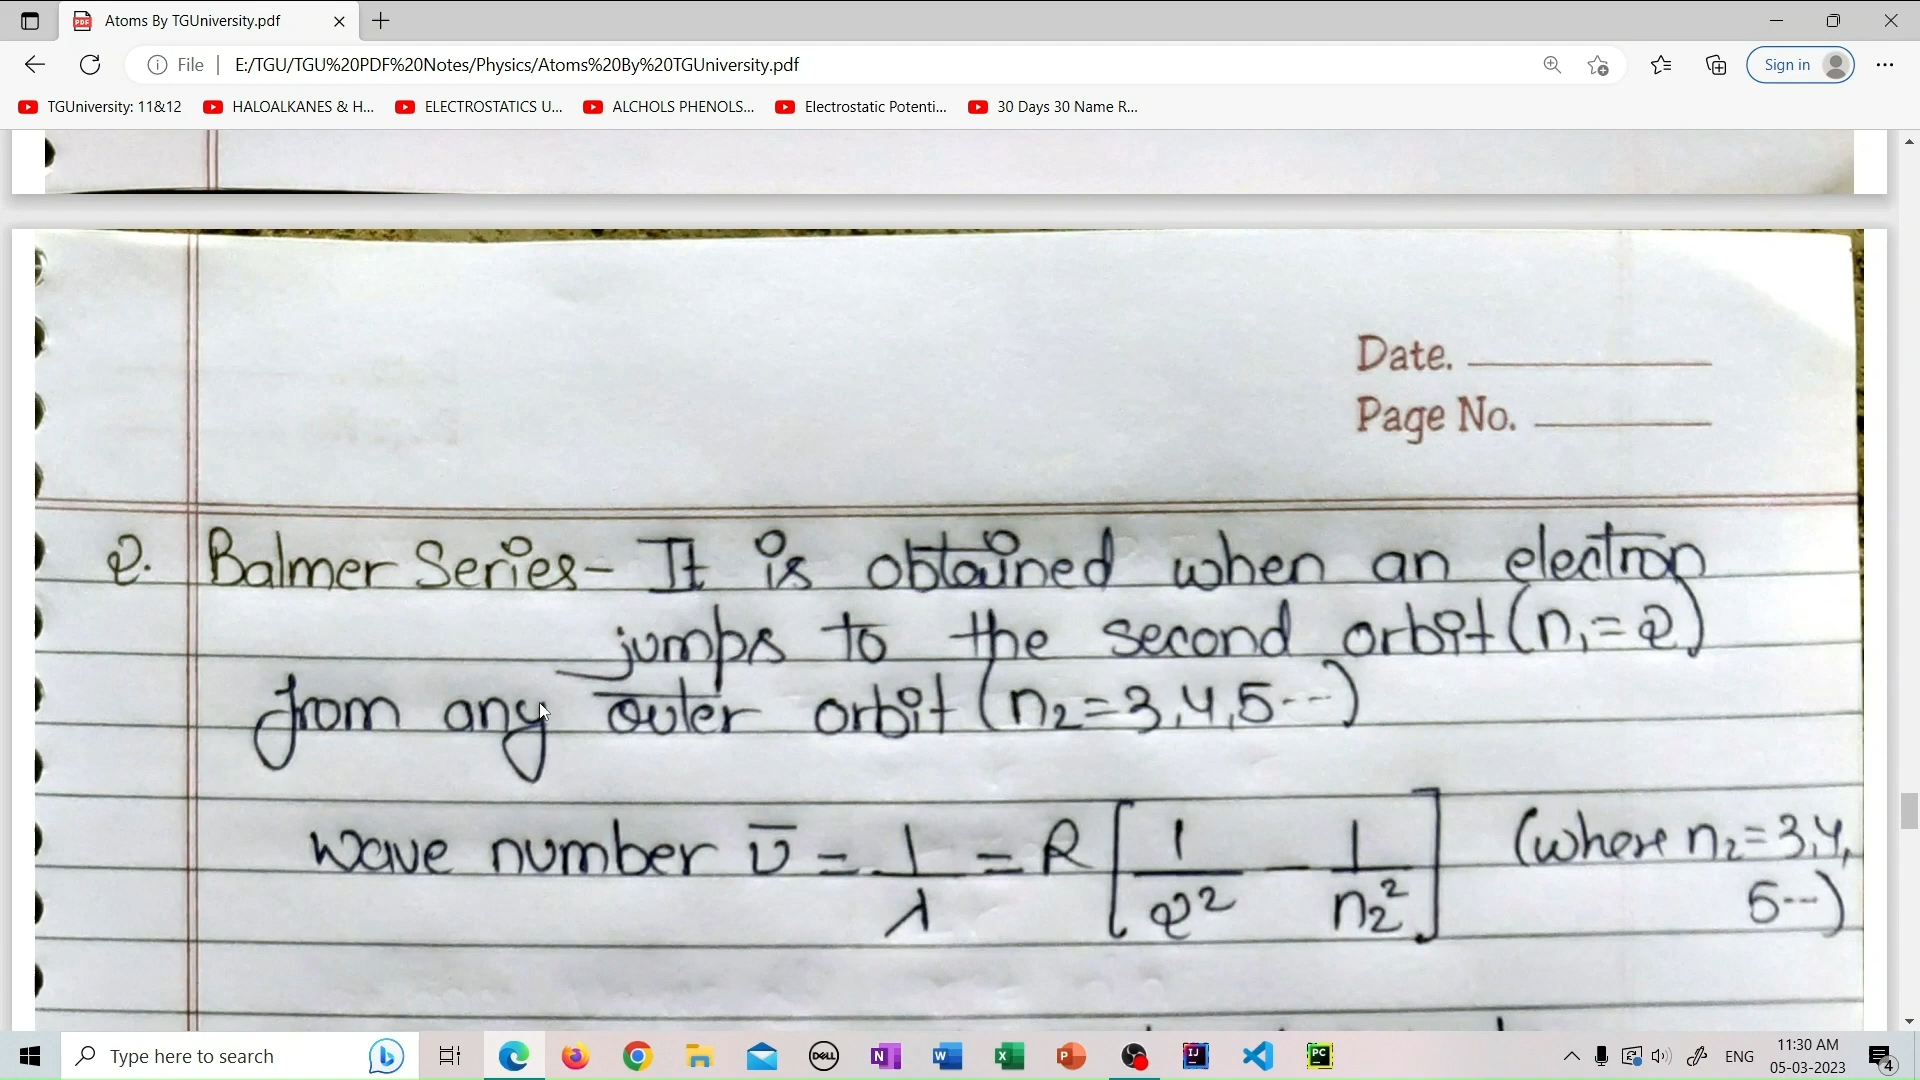 Atoms By TGUniversity.pdf
File | E:/TGU/TGU%20PDF%20Notes/Physics/Atoms%20By%20TGUniversity.pdf
Sign in
TGUniversity: 11&12 HALOALKANES & H... ELECTROSTATICS U... ALCHOLS PHENOLS... Electrostatic Potenti... 30 Days 30 Name R...
Date.
Page No.
2. Balmer Series- It is obtained when an electron
jumps to the second orbit (n₁=2)
from any outer orbit (n₂=3,4,5--)
Wave number ῡ = 1/λ = R [1/2² - 1/n₂²] (where n₂=3,4,
5--)
Type here to search
DELL
N W X P IJ PC
ENG
11:30 AM
05-03-2023
4